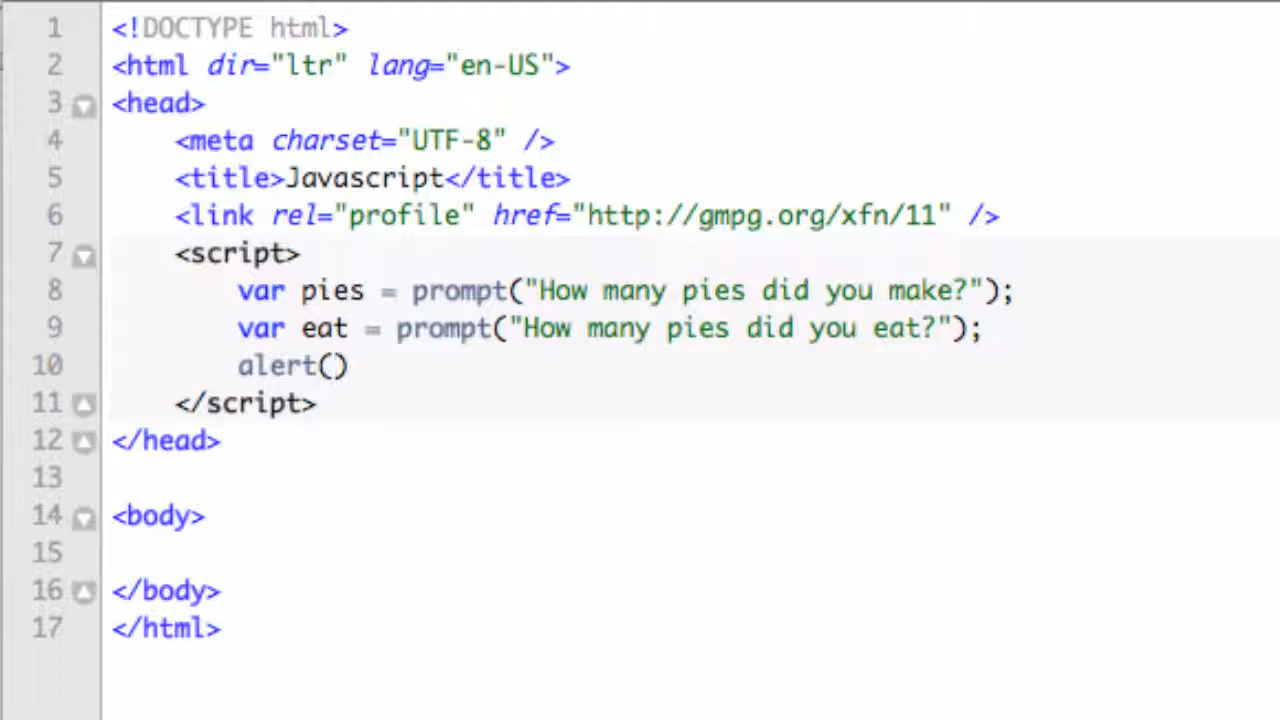 1 <!DOCTYPE html>
2 <html dir="ltr" lang="en-US">
3 <head>
4 <meta charset="UTF-8" />
5 <title>Javascript</title>
6 <link rel="profile" href="http://gmpg.org/xfn/11" />
7 <script>
8 var pies = prompt("How many pies did you make?");
9 var eat = prompt("How many pies did you eat?");
10 alert()
11 </script>
12 </head>
13
14 <body>
15
16 </body>
17 </html>